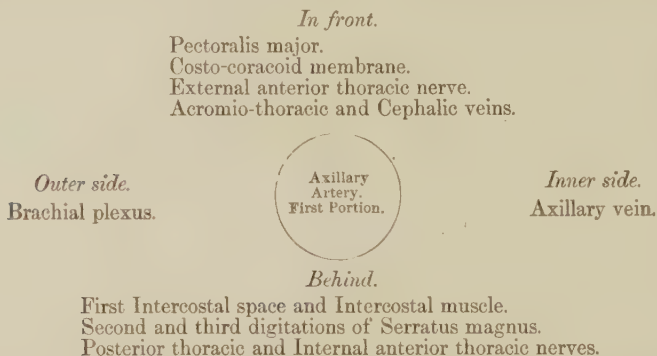 In front.
Pectoralis major.
Costo-coracoid membrane.
External anterior thoracic nerve.
Acromio-thoracic and Cephalic veins.
Outer side.
Brachial plexus.
Axillary
Artery.
First Portion.
Inner side.
Axillary vein.
Behind.
First Intercostal space and Intercostal muscle.
Second and third digitations of Serratus magnus.
Posterior thoracic and Internal anterior thoracic nerves.